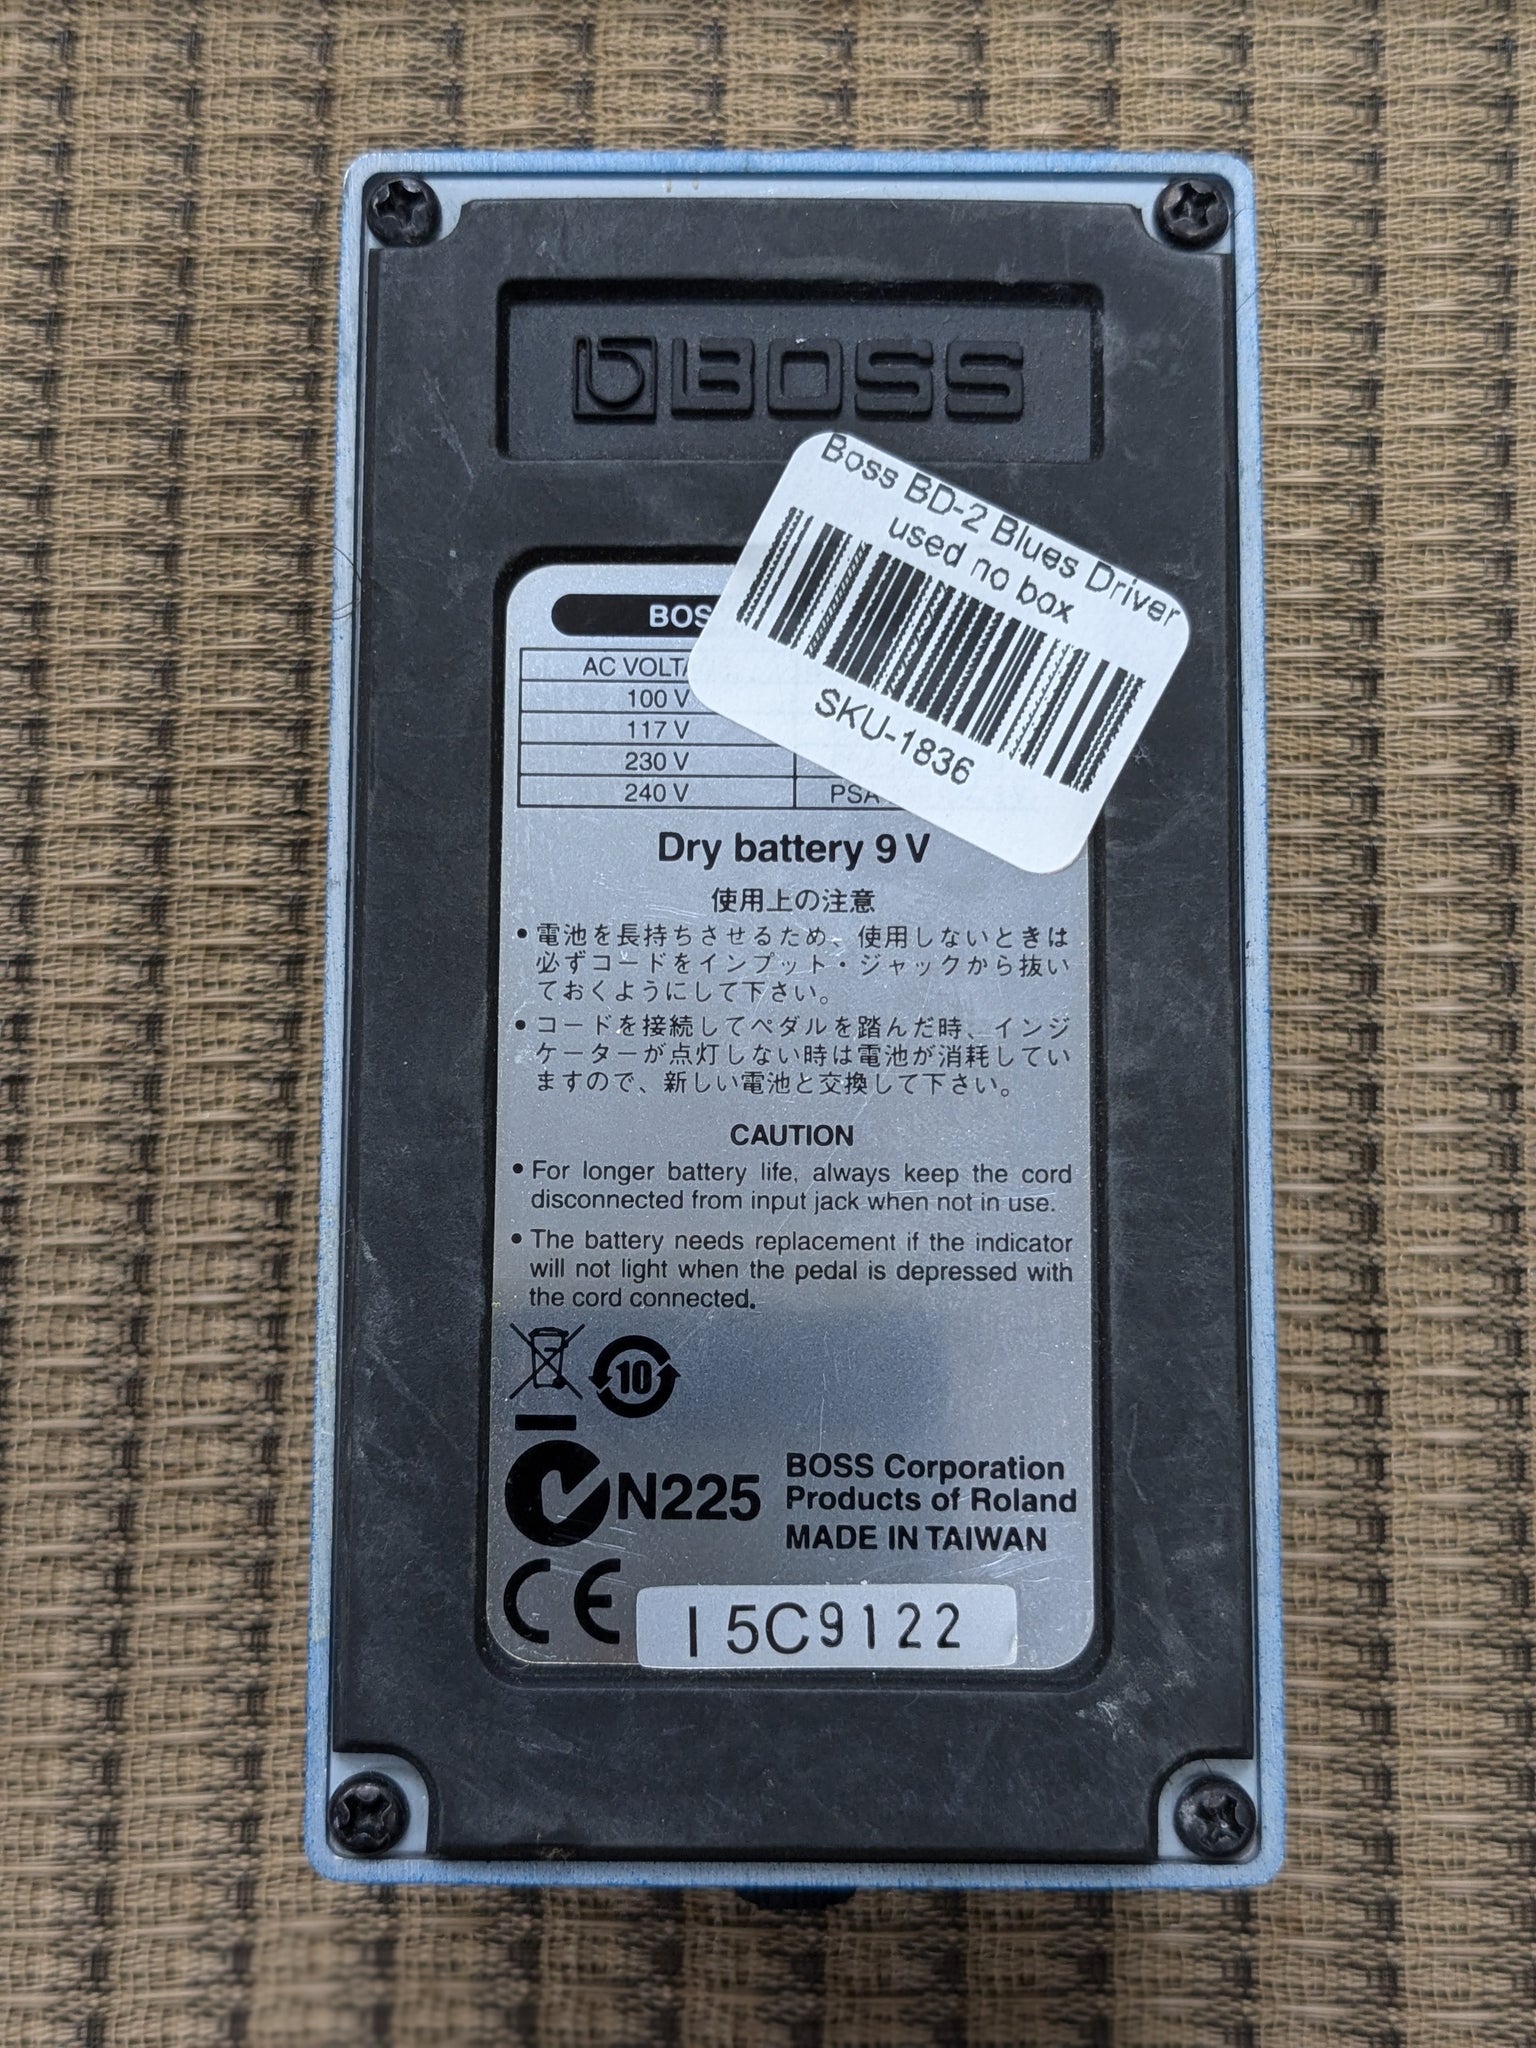 BOSS
Boss BD-2 Blues Driver
used no box
SKU-1836
AC
100 V
117 V
230 V
240 V PSA
Dry battery 9 V
使用上の注意
• 電池を長持ちさせるため、使用しないときは
必ずコードをインプット・ジャックから抜い
ておくようにして下さい。
• コードを接続してペダルを踏んだ時、インジ
ケーターが点灯しない時は電池が消耗してい
ますので、新しい電池と交換して下さい。
CAUTION
• For longer battery life, always keep the cord
disconnected from input jack when not in use.
• The battery needs replacement if the indicator
will not light when the pedal is depressed with
the cord connected.
10
N225
BOSS Corporation
Products of Roland
MADE IN TAIWAN
CE
I5C9122